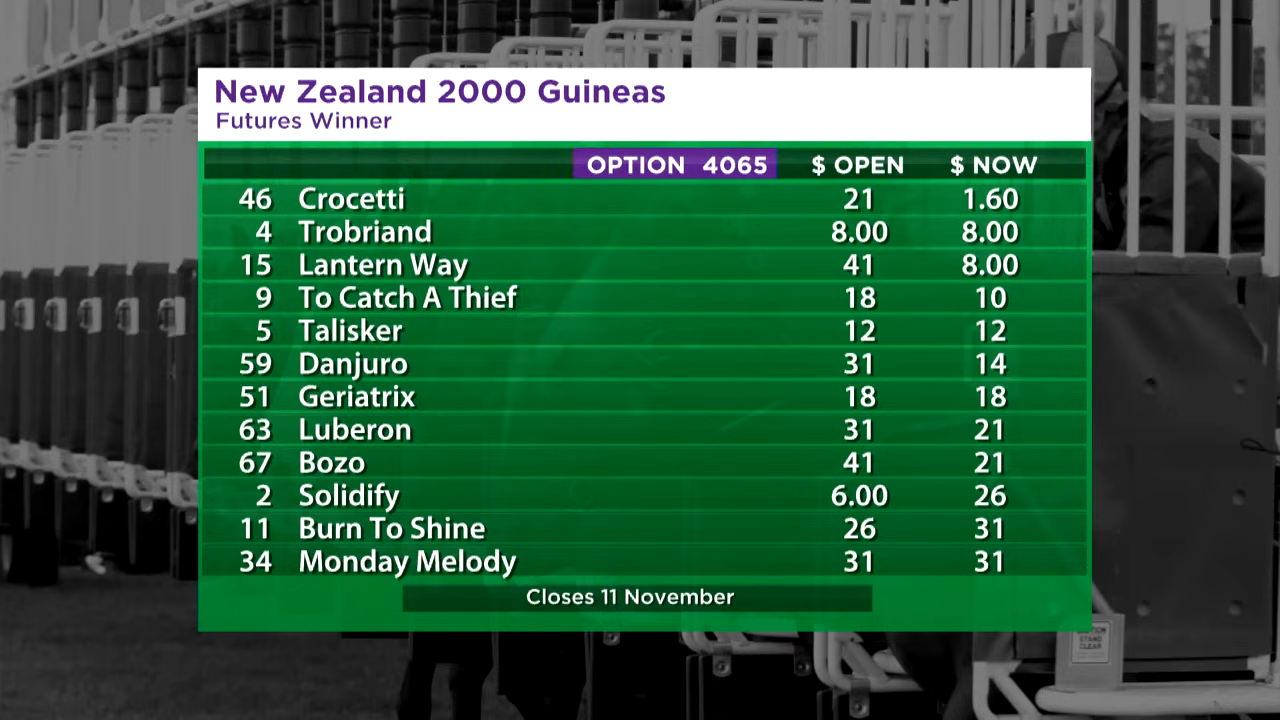 New Zealand 2000 Guineas
Futures Winner
OPTION 4065 $ OPEN $ NOW
46 Crocetti 21 1.60
4 Trobriand 8.00 8.00
15 Lantern Way 41 8.00
9 To Catch A Thief 18 10
5 Talisker 12 12
59 Danjuro 31 14
51 Geriatrix 18 18
63 Luberon 31 21
67 Bozo 41 21
2 Solidify 6.00 26
11 Burn To Shine 26 31
34 Monday Melody 31 31
Closes 11 November
STAND
CLEAR